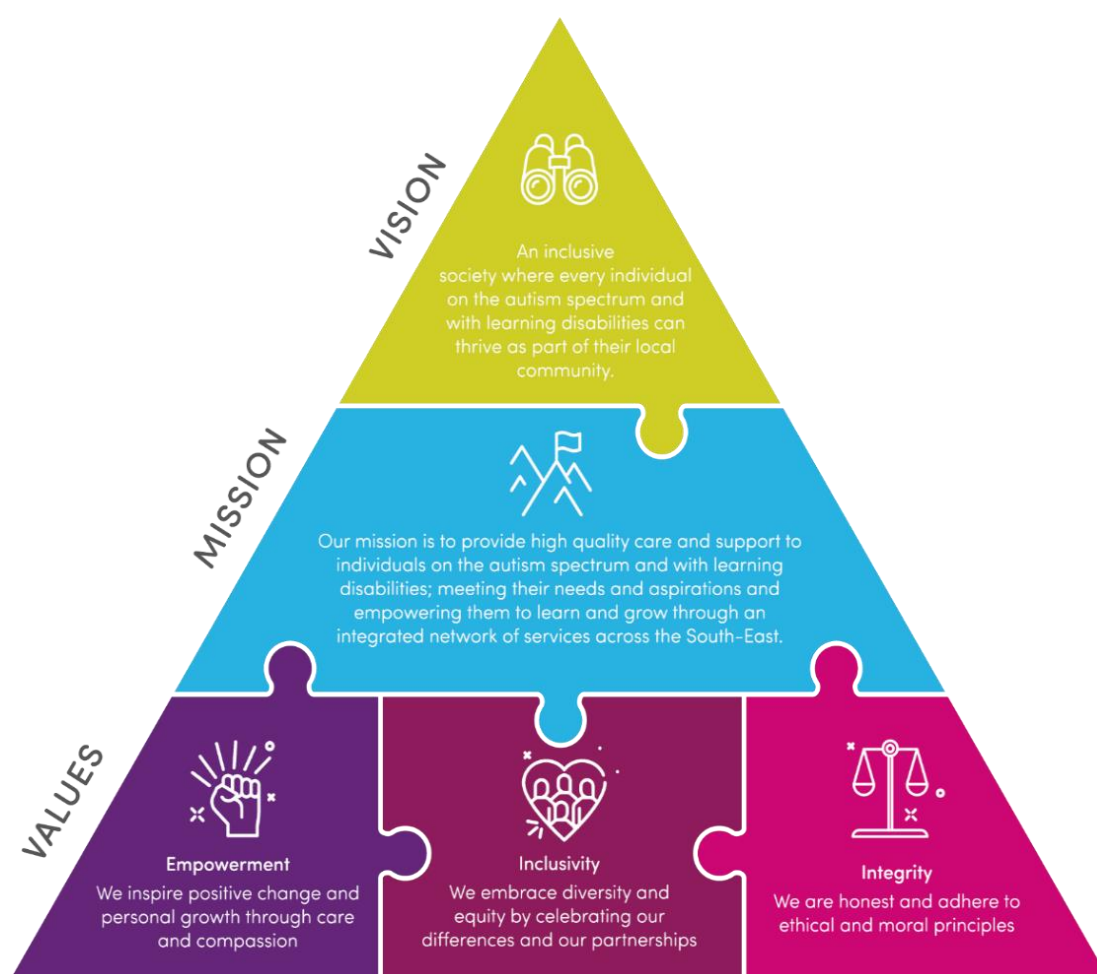 VISION
An inclusive
society where every individual
on the autism spectrum and
with learning disabilities can
thrive as part of their local
community.
MISSION
Our mission is to provide high quality care and support to
individuals on the autism spectrum and with learning
disabilities; meeting their needs and aspirations and
empowering them to learn and grow through an
integrated network of services across the South-East.
VALUES
Empowerment
We inspire positive change and
personal growth through care
and compassion
Inclusivity
We embrace diversity and
equity by celebrating our
differences and our partnerships
Integrity
We are honest and adhere to
ethical and moral principles